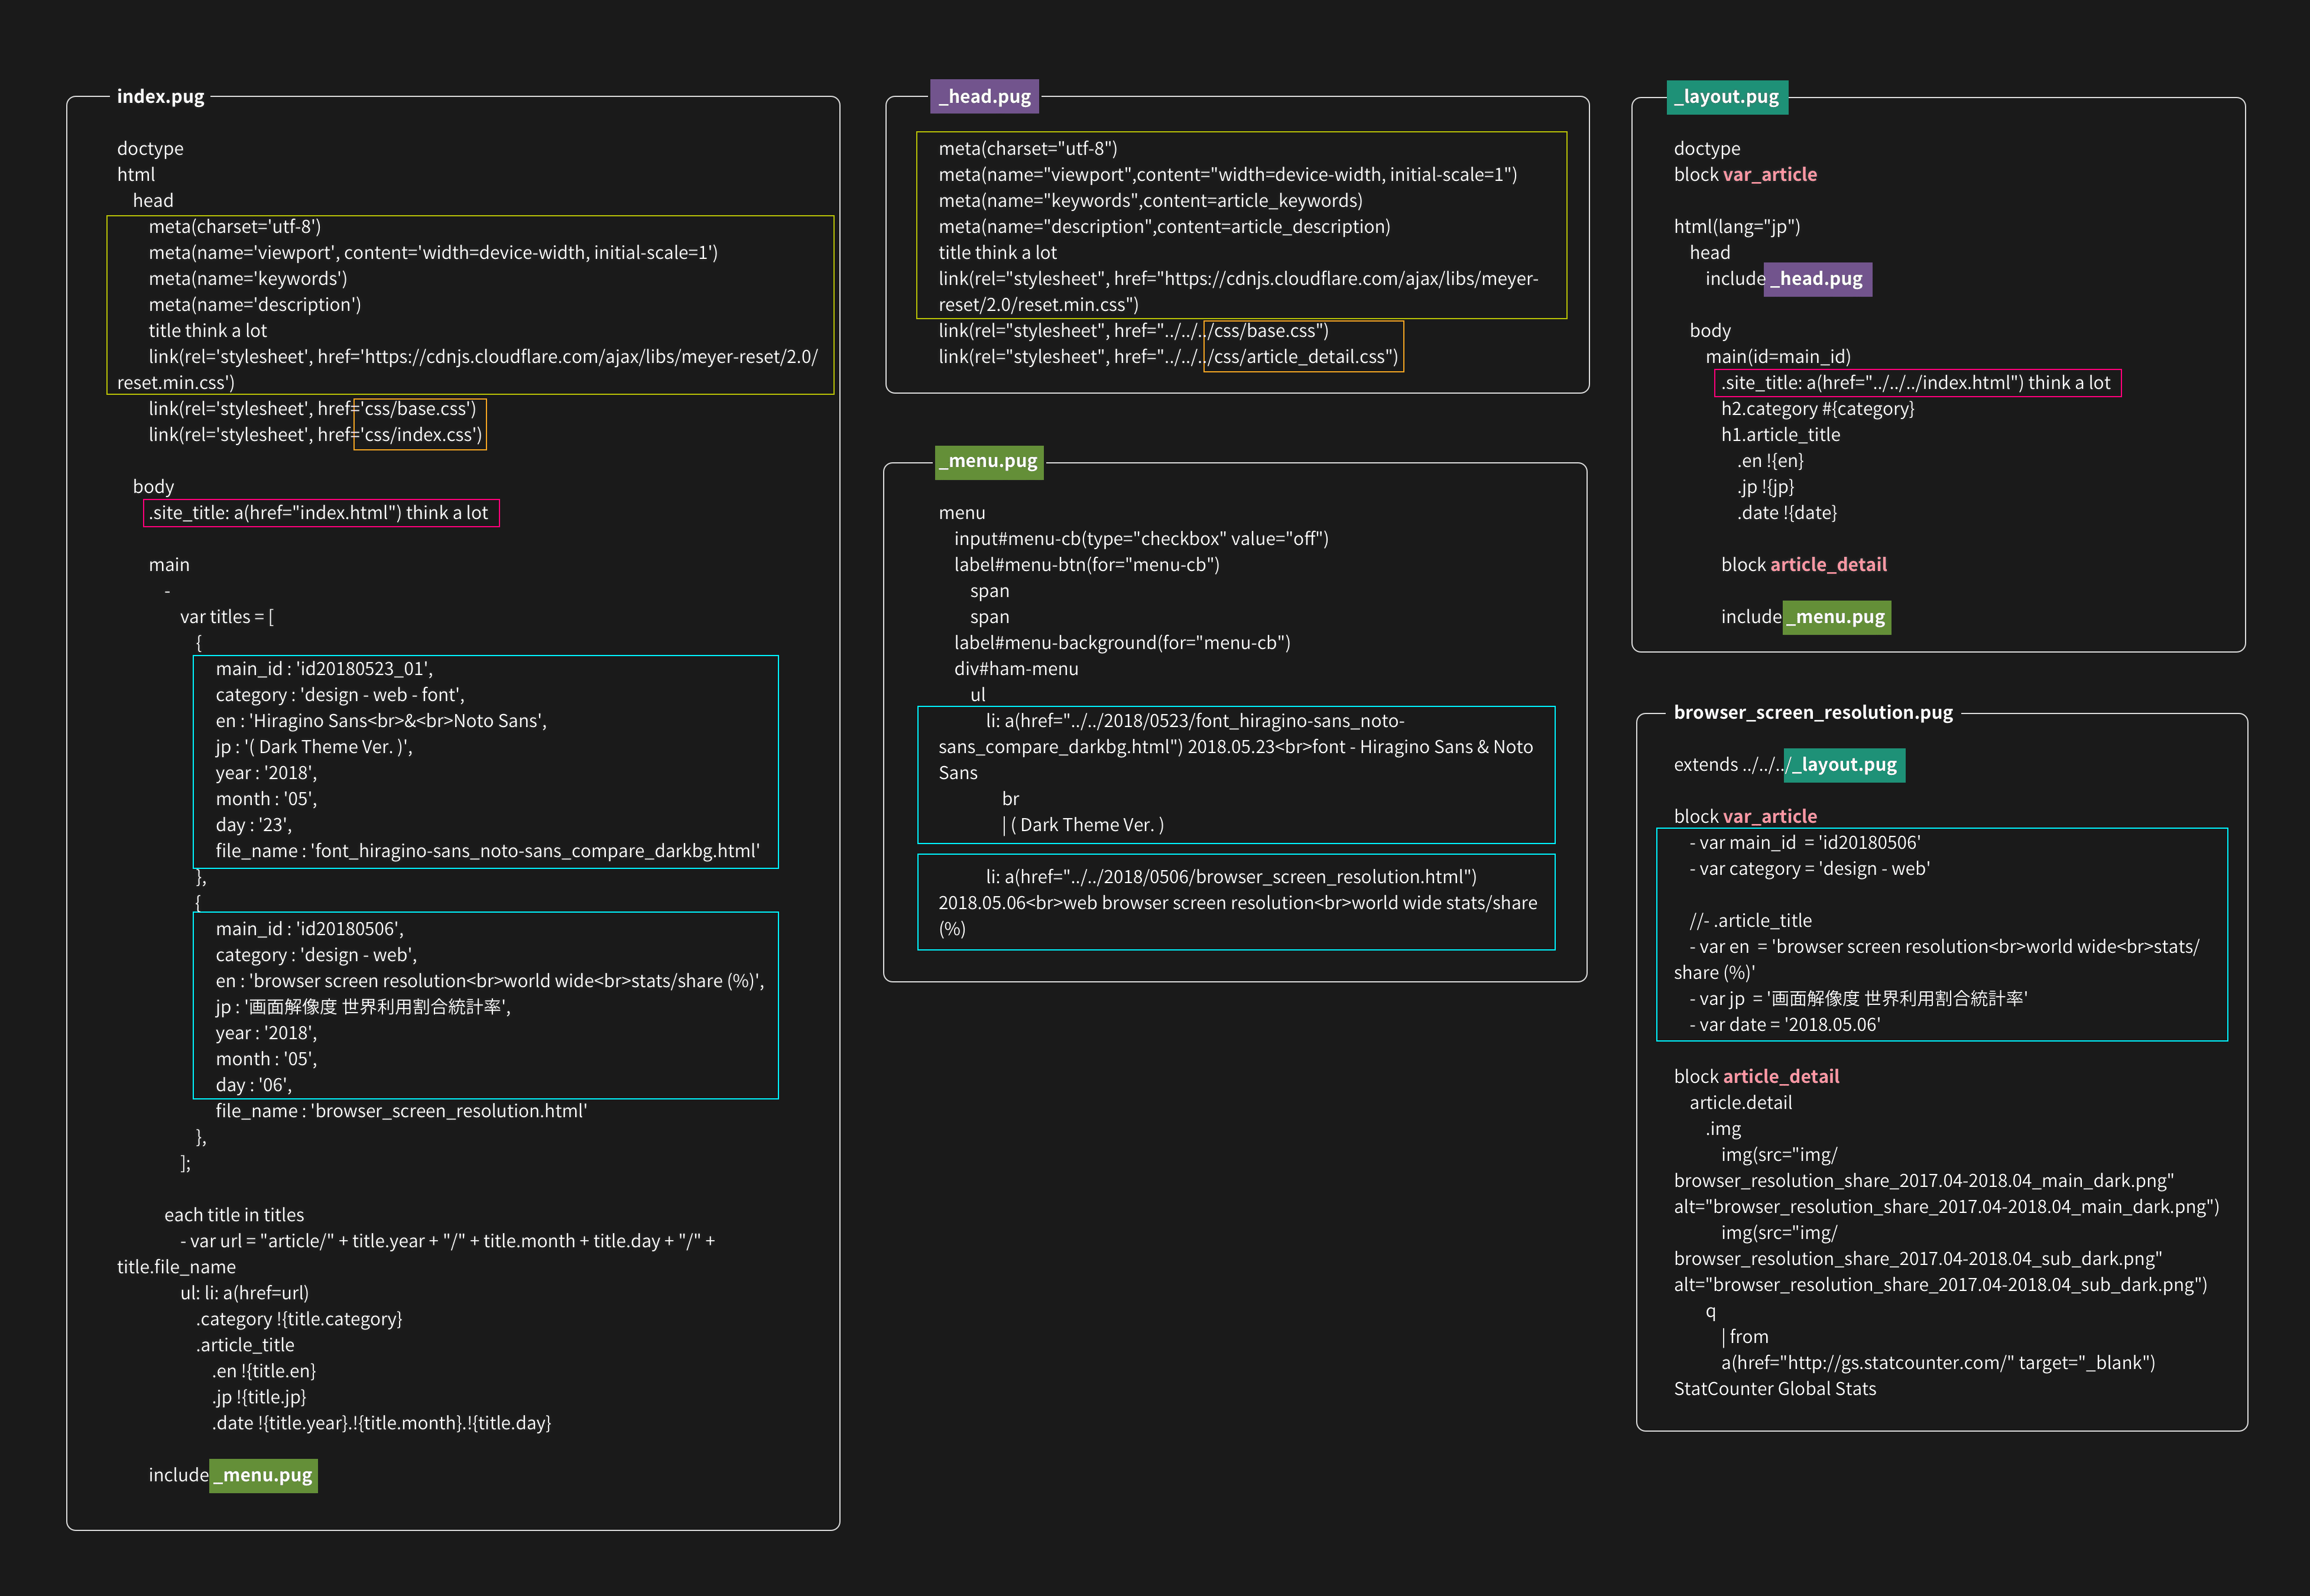 index.pug
doctype
html
head
meta(charset='utf-8')
meta(name='viewport', content='width=device-width, initial-scale=1')
meta(name='keywords')
meta(name='description')
title think a lot
link(rel='stylesheet', href='https://cdnjs.cloudflare.com/ajax/libs/meyer-reset/2.0/
reset.min.css')
link(rel='stylesheet', href='css/base.css')
link(rel='stylesheet', href='css/index.css')
body
.site_title: a(href="index.html") think a lot
main
-
var titles = [
{
main_id : 'id20180523_01',
category : 'design - web - font',
en : 'Hiragino Sans<br>&<br>Noto Sans',
jp : '( Dark Theme Ver. )',
year : '2018',
month : '05',
day : '23',
file_name : 'font_hiragino-sans_noto-sans_compare_darkbg.html'
},
{
main_id : 'id20180506',
category : 'design - web',
en : 'browser screen resolution<br>world wide<br>stats/share (%)',
jp : '画面解像度 世界利用割合統計率',
year : '2018',
month : '05',
day : '06',
file_name : 'browser_screen_resolution.html'
},
];
each title in titles
- var url = "article/" + title.year + "/" + title.month + title.day + "/" +
title.file_name
ul: li: a(href=url)
.category !{title.category}
.article_title
.en !{title.en}
.jp !{title.jp}
.date !{title.year}.!{title.month}.!{title.day}
include _menu.pug
_head.pug
meta(charset="utf-8")
meta(name="viewport",content="width=device-width, initial-scale=1")
meta(name="keywords",content=article_keywords)
meta(name="description",content=article_description)
title think a lot
link(rel="stylesheet", href="https://cdnjs.cloudflare.com/ajax/libs/meyer-
reset/2.0/reset.min.css")
link(rel="stylesheet", href="../../../css/base.css")
link(rel="stylesheet", href="../../../css/article_detail.css")
_menu.pug
menu
input#menu-cb(type="checkbox" value="off")
label#menu-btn(for="menu-cb")
span
span
label#menu-background(for="menu-cb")
div#ham-menu
ul
li: a(href="../../2018/0523/font_hiragino-sans_noto-
sans_compare_darkbg.html") 2018.05.23<br>font - Hiragino Sans & Noto
Sans
br
| ( Dark Theme Ver. )
li: a(href="../../2018/0506/browser_screen_resolution.html")
2018.05.06<br>web browser screen resolution<br>world wide stats/share
(%)
_layout.pug
doctype
block var_article
html(lang="jp")
head
include _head.pug
body
main(id=main_id)
.site_title: a(href="../../../index.html") think a lot
h2.category #{category}
h1.article_title
.en !{en}
.jp !{jp}
.date !{date}
block article_detail
include _menu.pug
browser_screen_resolution.pug
extends ../../../_layout.pug
block var_article
- var main_id  = 'id20180506'
- var category = 'design - web'
//- .article_title
- var en  = 'browser screen resolution<br>world wide<br>stats/
share (%)'
- var jp  = '画面解像度 世界利用割合統計率'
- var date = '2018.05.06'
block article_detail
article.detail
.img
img(src="img/
browser_resolution_share_2017.04-2018.04_main_dark.png"
alt="browser_resolution_share_2017.04-2018.04_main_dark.png")
img(src="img/
browser_resolution_share_2017.04-2018.04_sub_dark.png"
alt="browser_resolution_share_2017.04-2018.04_sub_dark.png")
q
| from
a(href="http://gs.statcounter.com/" target="_blank")
StatCounter Global Stats